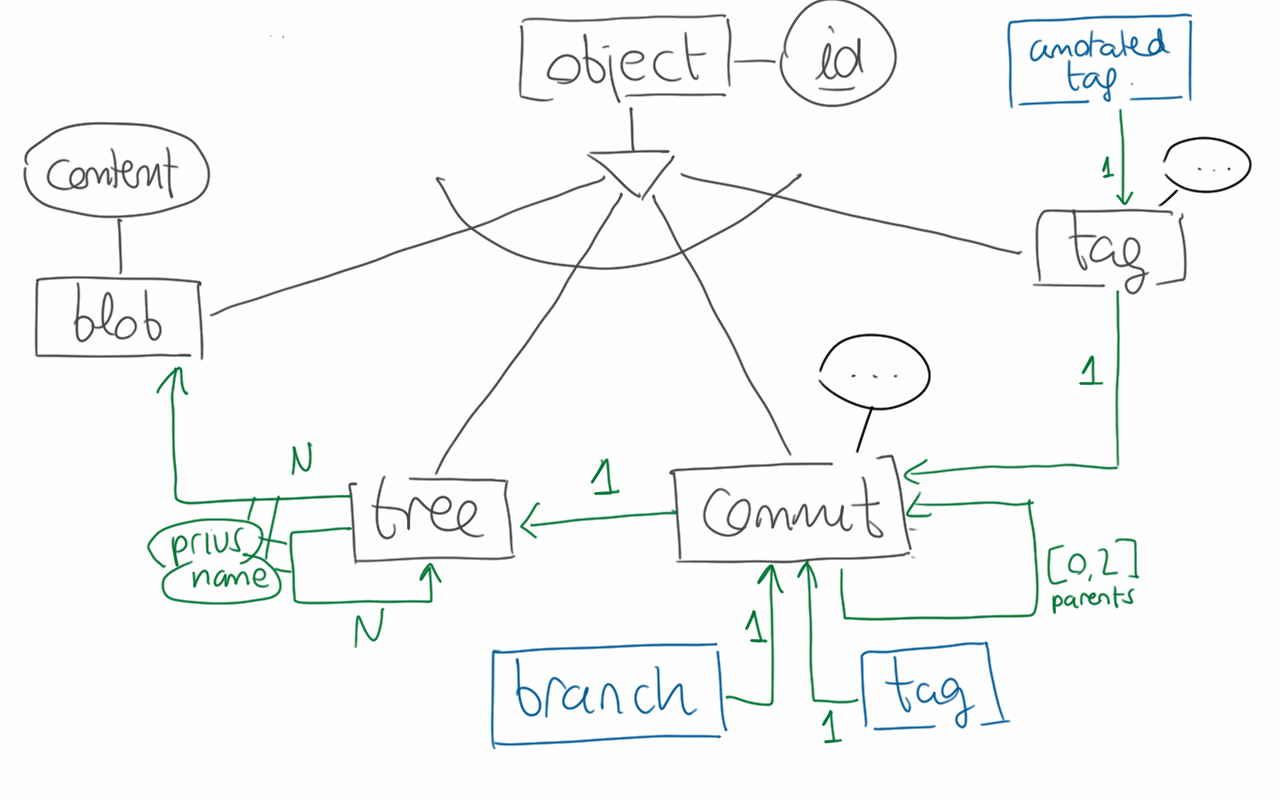 object
id
anotated
tag.
content
...
tag
blob
1
1
...
N
1
tree
commit
privs
name
[0,2]
parents
N
1
branch
tag
1